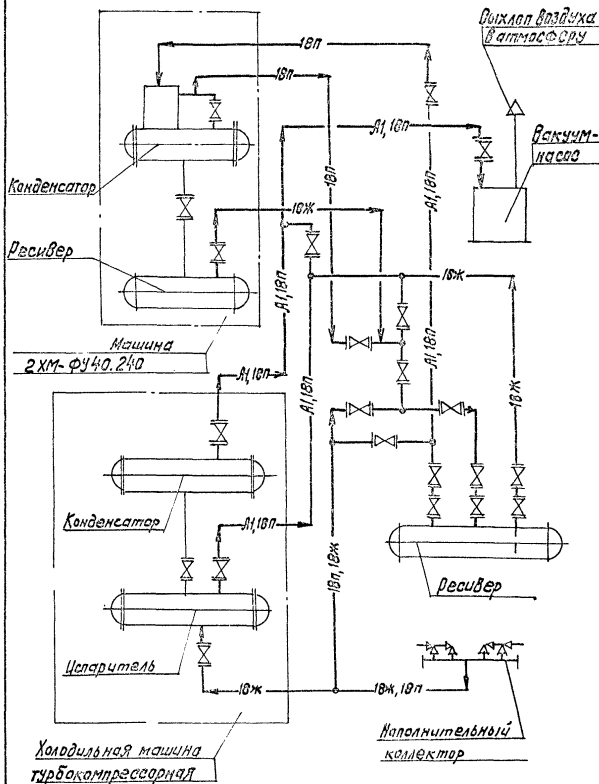 Выхлоп воздуха
в атмосферу
18п
18п
А1,18п
Вакуум-
насос
Конденсатор
18п
А1,18п
18ж
Ресивер
18ж
А1,18п
Машина
2ХМ-ФУ40.240
А1,18п
А1,18п
А1,18п
18ж
Конденсатор
А1,18п
18п,18ж
Ресивер
Испаритель
18ж
18ж,18п
Наполнительный
коллектор
Холодильная машина
турбокомпрессорная